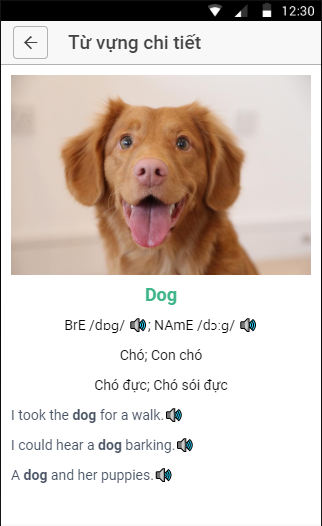 12:30
Từ vựng chi tiết
Dog
BrE /dɒg/ ; NAmE /dɔːg/
Chó; Con chó
Chó đực; Chó sói đực
I took the dog for a walk.
I could hear a dog barking.
A dog and her puppies.